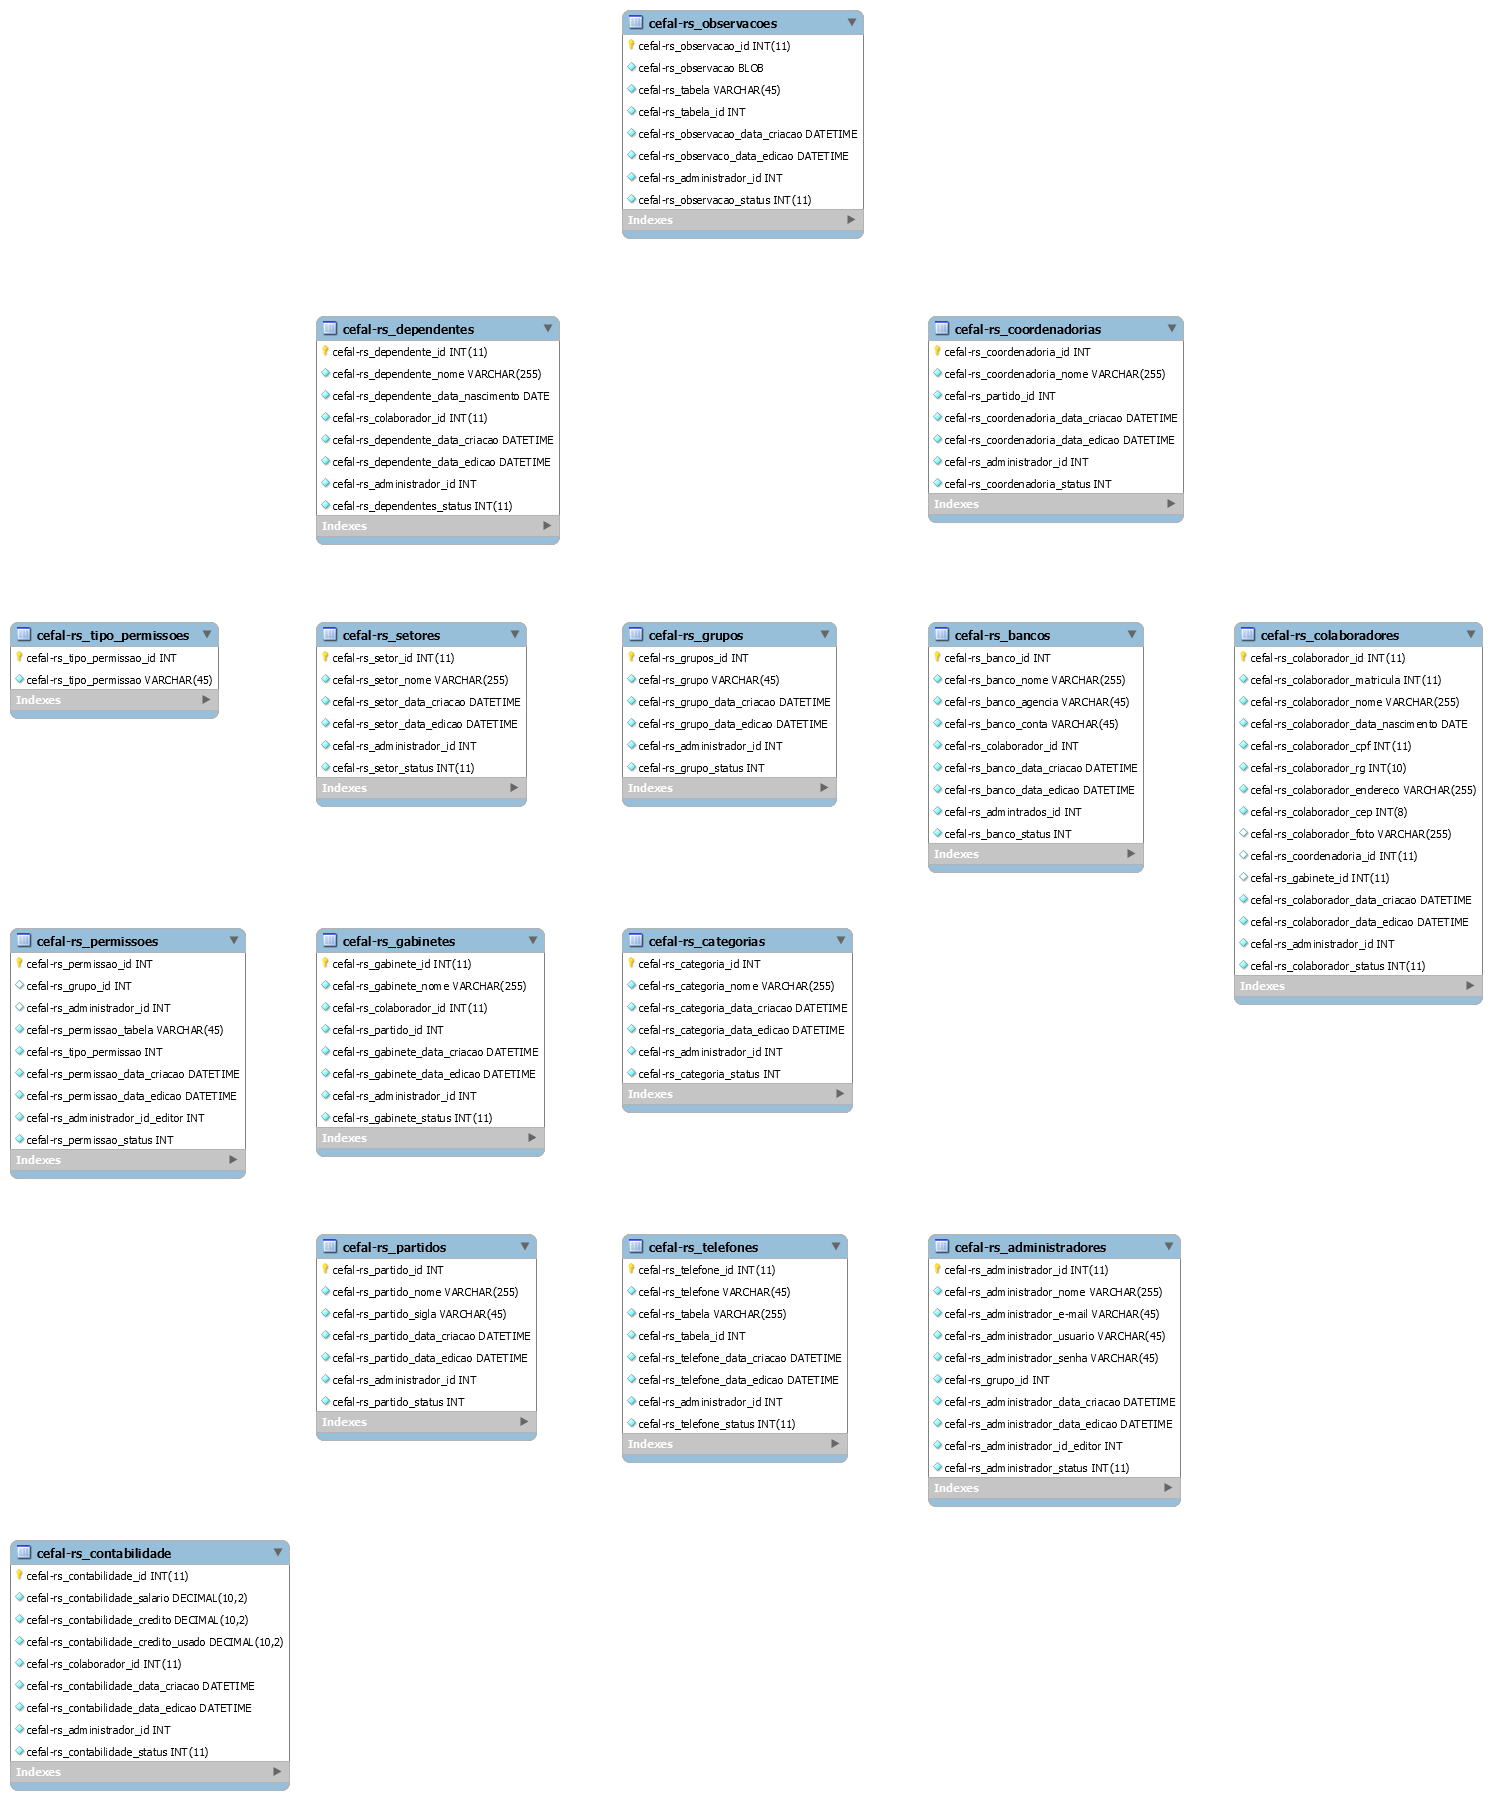 cefal-rs_observacoes
cefal-rs_observacao_id INT(11)
cefal-rs_observacao BLOB
cefal-rs_tabela VARCHAR(45)
cefal-rs_tabela_id INT
cefal-rs_observacao_data_criacao DATETIME
cefal-rs_observaco_data_edicao DATETIME
cefal-rs_administrador_id INT
cefal-rs_observacao_status INT(11)
Indexes
cefal-rs_dependentes
cefal-rs_dependente_id INT(11)
cefal-rs_dependente_nome VARCHAR(255)
cefal-rs_dependente_data_nascimento DATE
cefal-rs_colaborador_id INT(11)
cefal-rs_dependente_data_criacao DATETIME
cefal-rs_dependente_data_edicao DATETIME
cefal-rs_administrador_id INT
cefal-rs_dependentes_status INT(11)
Indexes
cefal-rs_coordenadorias
cefal-rs_coordenadoria_id INT
cefal-rs_coordenadoria_nome VARCHAR(255)
cefal-rs_partido_id INT
cefal-rs_coordenadoria_data_criacao DATETIME
cefal-rs_coordenadoria_data_edicao DATETIME
cefal-rs_administrador_id INT
cefal-rs_coordenadoria_status INT
Indexes
cefal-rs_tipo_permissoes
cefal-rs_tipo_permissao_id INT
cefal-rs_tipo_permissao VARCHAR(45)
Indexes
cefal-rs_setores
cefal-rs_setor_id INT(11)
cefal-rs_setor_nome VARCHAR(255)
cefal-rs_setor_data_criacao DATETIME
cefal-rs_setor_data_edicao DATETIME
cefal-rs_administrador_id INT
cefal-rs_setor_status INT(11)
Indexes
cefal-rs_grupos
cefal-rs_grupos_id INT
cefal-rs_grupo VARCHAR(45)
cefal-rs_grupo_data_criacao DATETIME
cefal-rs_grupo_data_edicao DATETIME
cefal-rs_administrador_id INT
cefal-rs_grupo_status INT
Indexes
cefal-rs_bancos
cefal-rs_banco_id INT
cefal-rs_banco_nome VARCHAR(255)
cefal-rs_banco_agencia VARCHAR(45)
cefal-rs_banco_conta VARCHAR(45)
cefal-rs_colaborador_id INT
cefal-rs_banco_data_criacao DATETIME
cefal-rs_banco_data_edicao DATETIME
cefal-rs_admintrados_id INT
cefal-rs_banco_status INT
Indexes
cefal-rs_colaboradores
cefal-rs_colaborador_id INT(11)
cefal-rs_colaborador_matricula INT(11)
cefal-rs_colaborador_nome VARCHAR(255)
cefal-rs_colaborador_data_nascimento DATE
cefal-rs_colaborador_cpf INT(11)
cefal-rs_colaborador_rg INT(10)
cefal-rs_colaborador_endereco VARCHAR(255)
cefal-rs_colaborador_cep INT(8)
cefal-rs_colaborador_foto VARCHAR(255)
cefal-rs_coordenadoria_id INT(11)
cefal-rs_gabinete_id INT(11)
cefal-rs_colaborador_data_criacao DATETIME
cefal-rs_colaborador_data_edicao DATETIME
cefal-rs_administrador_id INT
cefal-rs_colaborador_status INT(11)
Indexes
cefal-rs_permissoes
cefal-rs_permissao_id INT
cefal-rs_grupo_id INT
cefal-rs_administrador_id INT
cefal-rs_permissao_tabela VARCHAR(45)
cefal-rs_tipo_permissao INT
cefal-rs_permissao_data_criacao DATETIME
cefal-rs_permissao_data_edicao DATETIME
cefal-rs_administrador_id_editor INT
cefal-rs_permissao_status INT
Indexes
cefal-rs_gabinetes
cefal-rs_gabinete_id INT(11)
cefal-rs_gabinete_nome VARCHAR(255)
cefal-rs_colaborador_id INT(11)
cefal-rs_partido_id INT
cefal-rs_gabinete_data_criacao DATETIME
cefal-rs_gabinete_data_edicao DATETIME
cefal-rs_administrador_id INT
cefal-rs_gabinete_status INT(11)
Indexes
cefal-rs_categorias
cefal-rs_categoria_id INT
cefal-rs_categoria_nome VARCHAR(255)
cefal-rs_categoria_data_criacao DATETIME
cefal-rs_categoria_data_edicao DATETIME
cefal-rs_administrador_id INT
cefal-rs_categoria_status INT
Indexes
cefal-rs_partidos
cefal-rs_partido_id INT
cefal-rs_partido_nome VARCHAR(255)
cefal-rs_partido_sigla VARCHAR(45)
cefal-rs_partido_data_criacao DATETIME
cefal-rs_partido_data_edicao DATETIME
cefal-rs_administrador_id INT
cefal-rs_partido_status INT
Indexes
cefal-rs_telefones
cefal-rs_telefone_id INT(11)
cefal-rs_telefone VARCHAR(45)
cefal-rs_tabela VARCHAR(255)
cefal-rs_tabela_id INT
cefal-rs_telefone_data_criacao DATETIME
cefal-rs_telefone_data_edicao DATETIME
cefal-rs_administrador_id INT
cefal-rs_telefone_status INT(11)
Indexes
cefal-rs_administradores
cefal-rs_administrador_id INT(11)
cefal-rs_administrador_nome VARCHAR(255)
cefal-rs_administrador_e-mail VARCHAR(45)
cefal-rs_administrador_usuario VARCHAR(45)
cefal-rs_administrador_senha VARCHAR(45)
cefal-rs_grupo_id INT
cefal-rs_administrador_data_criacao DATETIME
cefal-rs_administrador_data_edicao DATETIME
cefal-rs_administrador_id_editor INT
cefal-rs_administrador_status INT(11)
Indexes
cefal-rs_contabilidade
cefal-rs_contabilidade_id INT(11)
cefal-rs_contabilidade_salario DECIMAL(10,2)
cefal-rs_contabilidade_credito DECIMAL(10,2)
cefal-rs_contabilidade_credito_usado DECIMAL(10,2)
cefal-rs_colaborador_id INT(11)
cefal-rs_contabilidade_data_criacao DATETIME
cefal-rs_contabilidade_data_edicao DATETIME
cefal-rs_administrador_id INT
cefal-rs_contabilidade_status INT(11)
Indexes